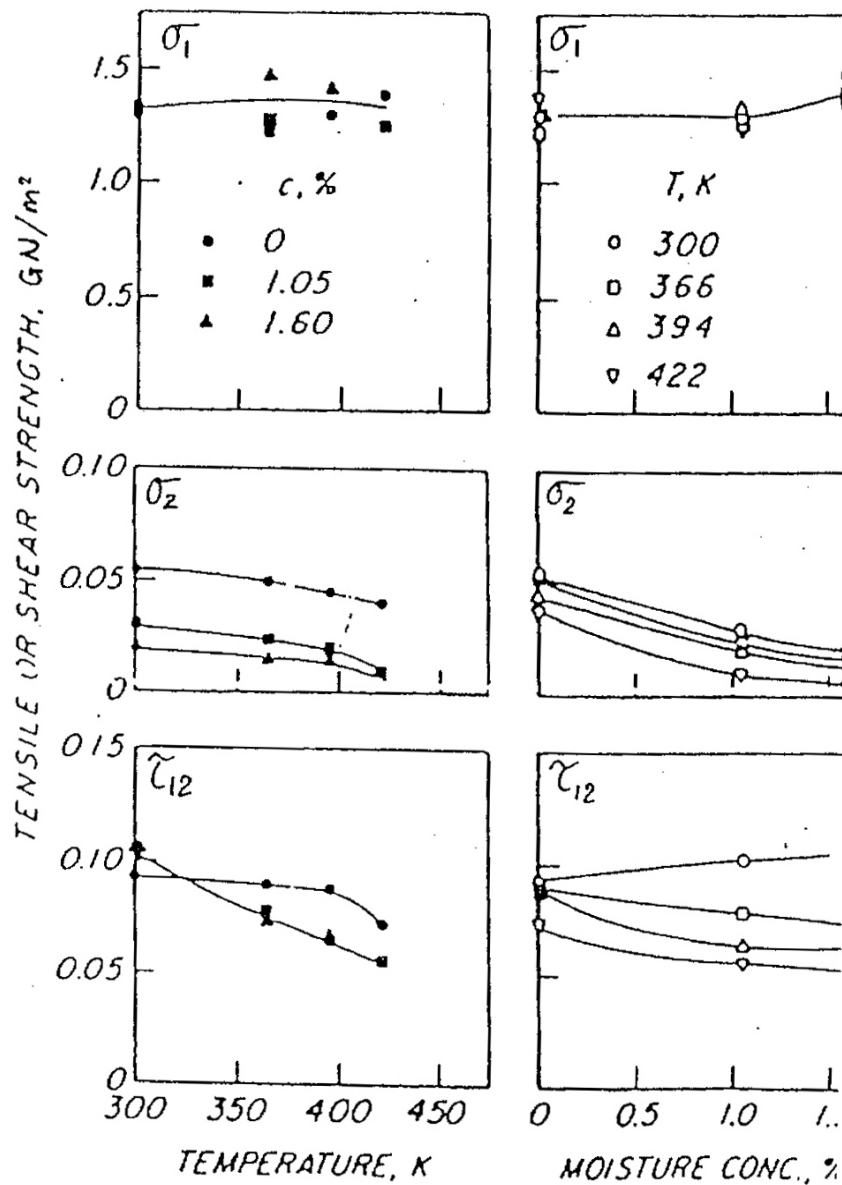 TENSILE OR SHEAR STRENGTH, GN/m²
σ1
1.5
1.0
0.5
0
c, %
0
1.05
1.60
σ1
T, K
300
366
394
422
σ2
0.10
0.05
0
σ2
τ12
0.15
0.10
0.05
0
300
350
400
450
TEMPERATURE, K
τ12
0
0.5
1.0
1..
MOISTURE CONC., %